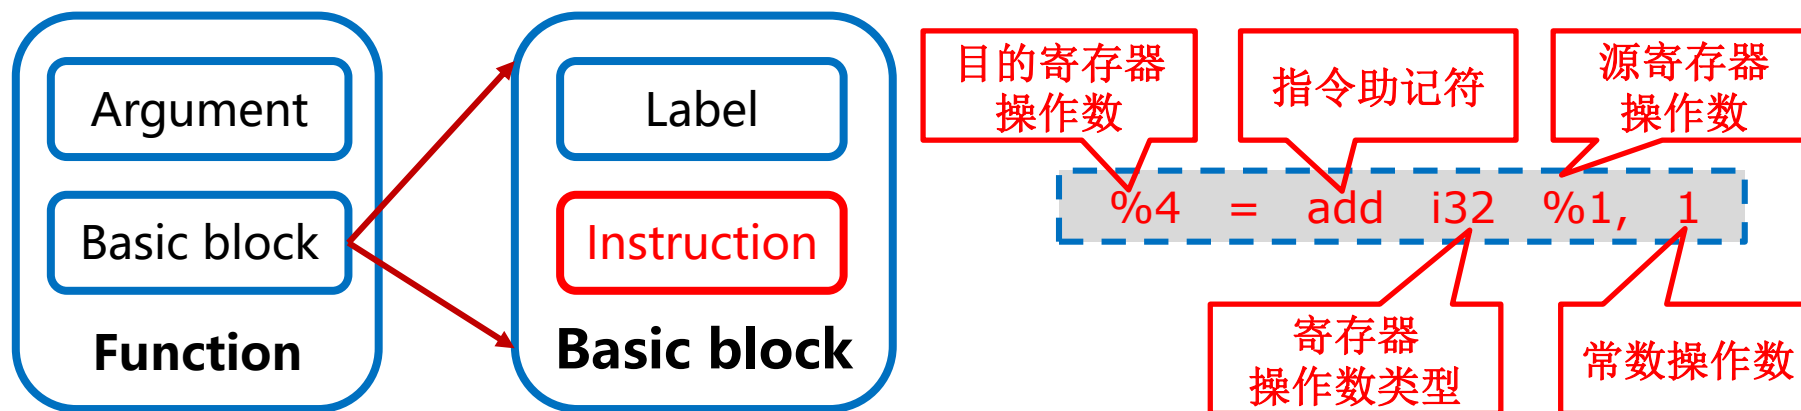 Argument
Basic block
Function
Label
Instruction
Basic block
目的寄存器
操作数
指令助记符
源寄存器
操作数
%4 = add i32 %1, 1
寄存器
操作数类型
常数操作数